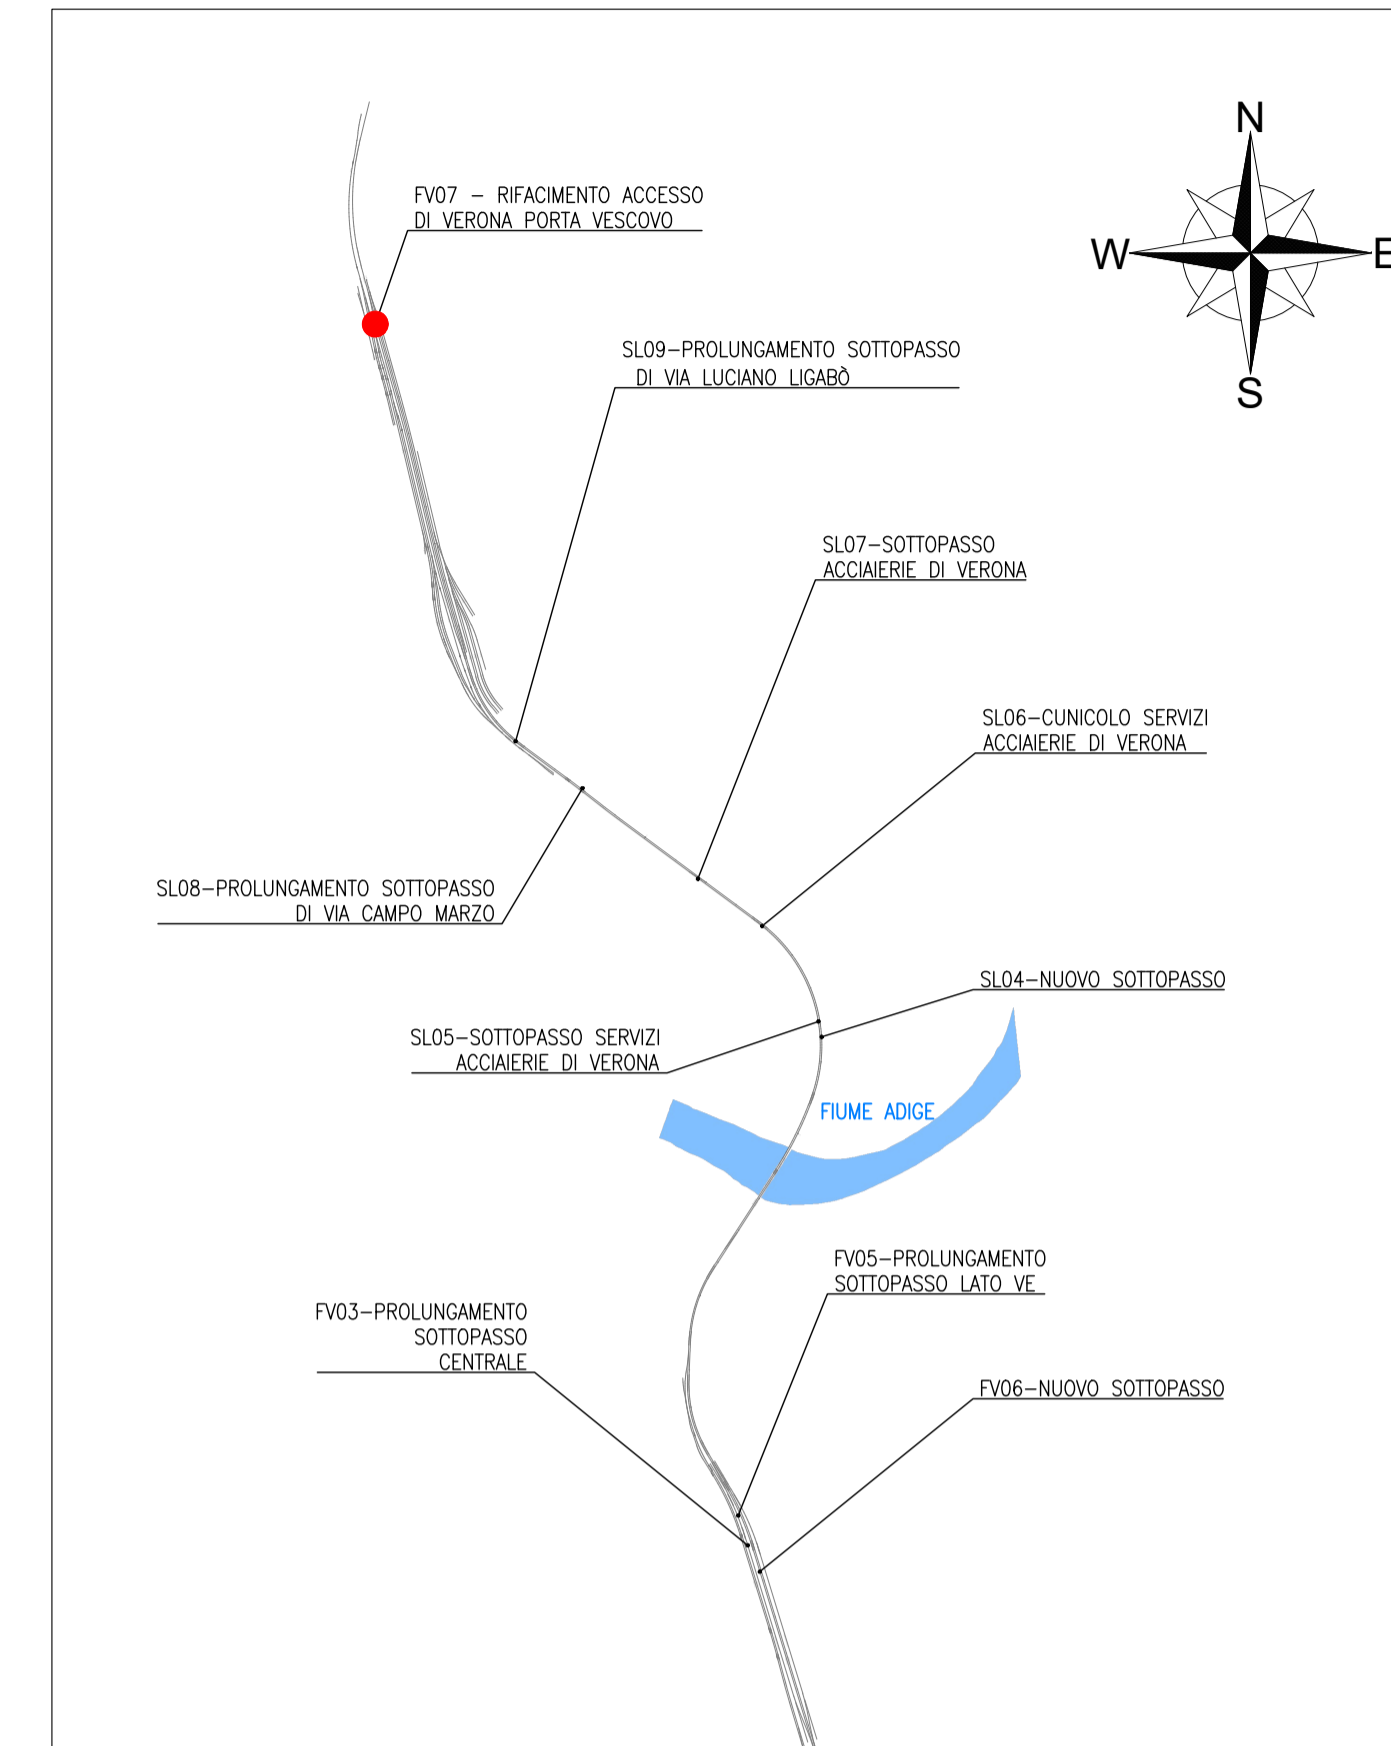 N
FV07 – RIFACIMENTO ACCESSO
DI VERONA PORTA VESCOVO
W
E
SL09–PROLUNGAMENTO SOTTOPASSO
DI VIA LUCIANO LIGABÒ
S
SL07–SOTTOPASSO
ACCIAIERIE DI VERONA
SL06–CUNICOLO SERVIZI
ACCIAIERIE DI VERONA
SL08–PROLUNGAMENTO SOTTOPASSO
DI VIA CAMPO MARZO
SL04–NUOVO SOTTOPASSO
SL05–SOTTOPASSO SERVIZI
ACCIAIERIE DI VERONA
FIUME ADIGE
FV05–PROLUNGAMENTO
SOTTOPASSO LATO VE
FV03–PROLUNGAMENTO
SOTTOPASSO
CENTRALE
FV06–NUOVO SOTTOPASSO